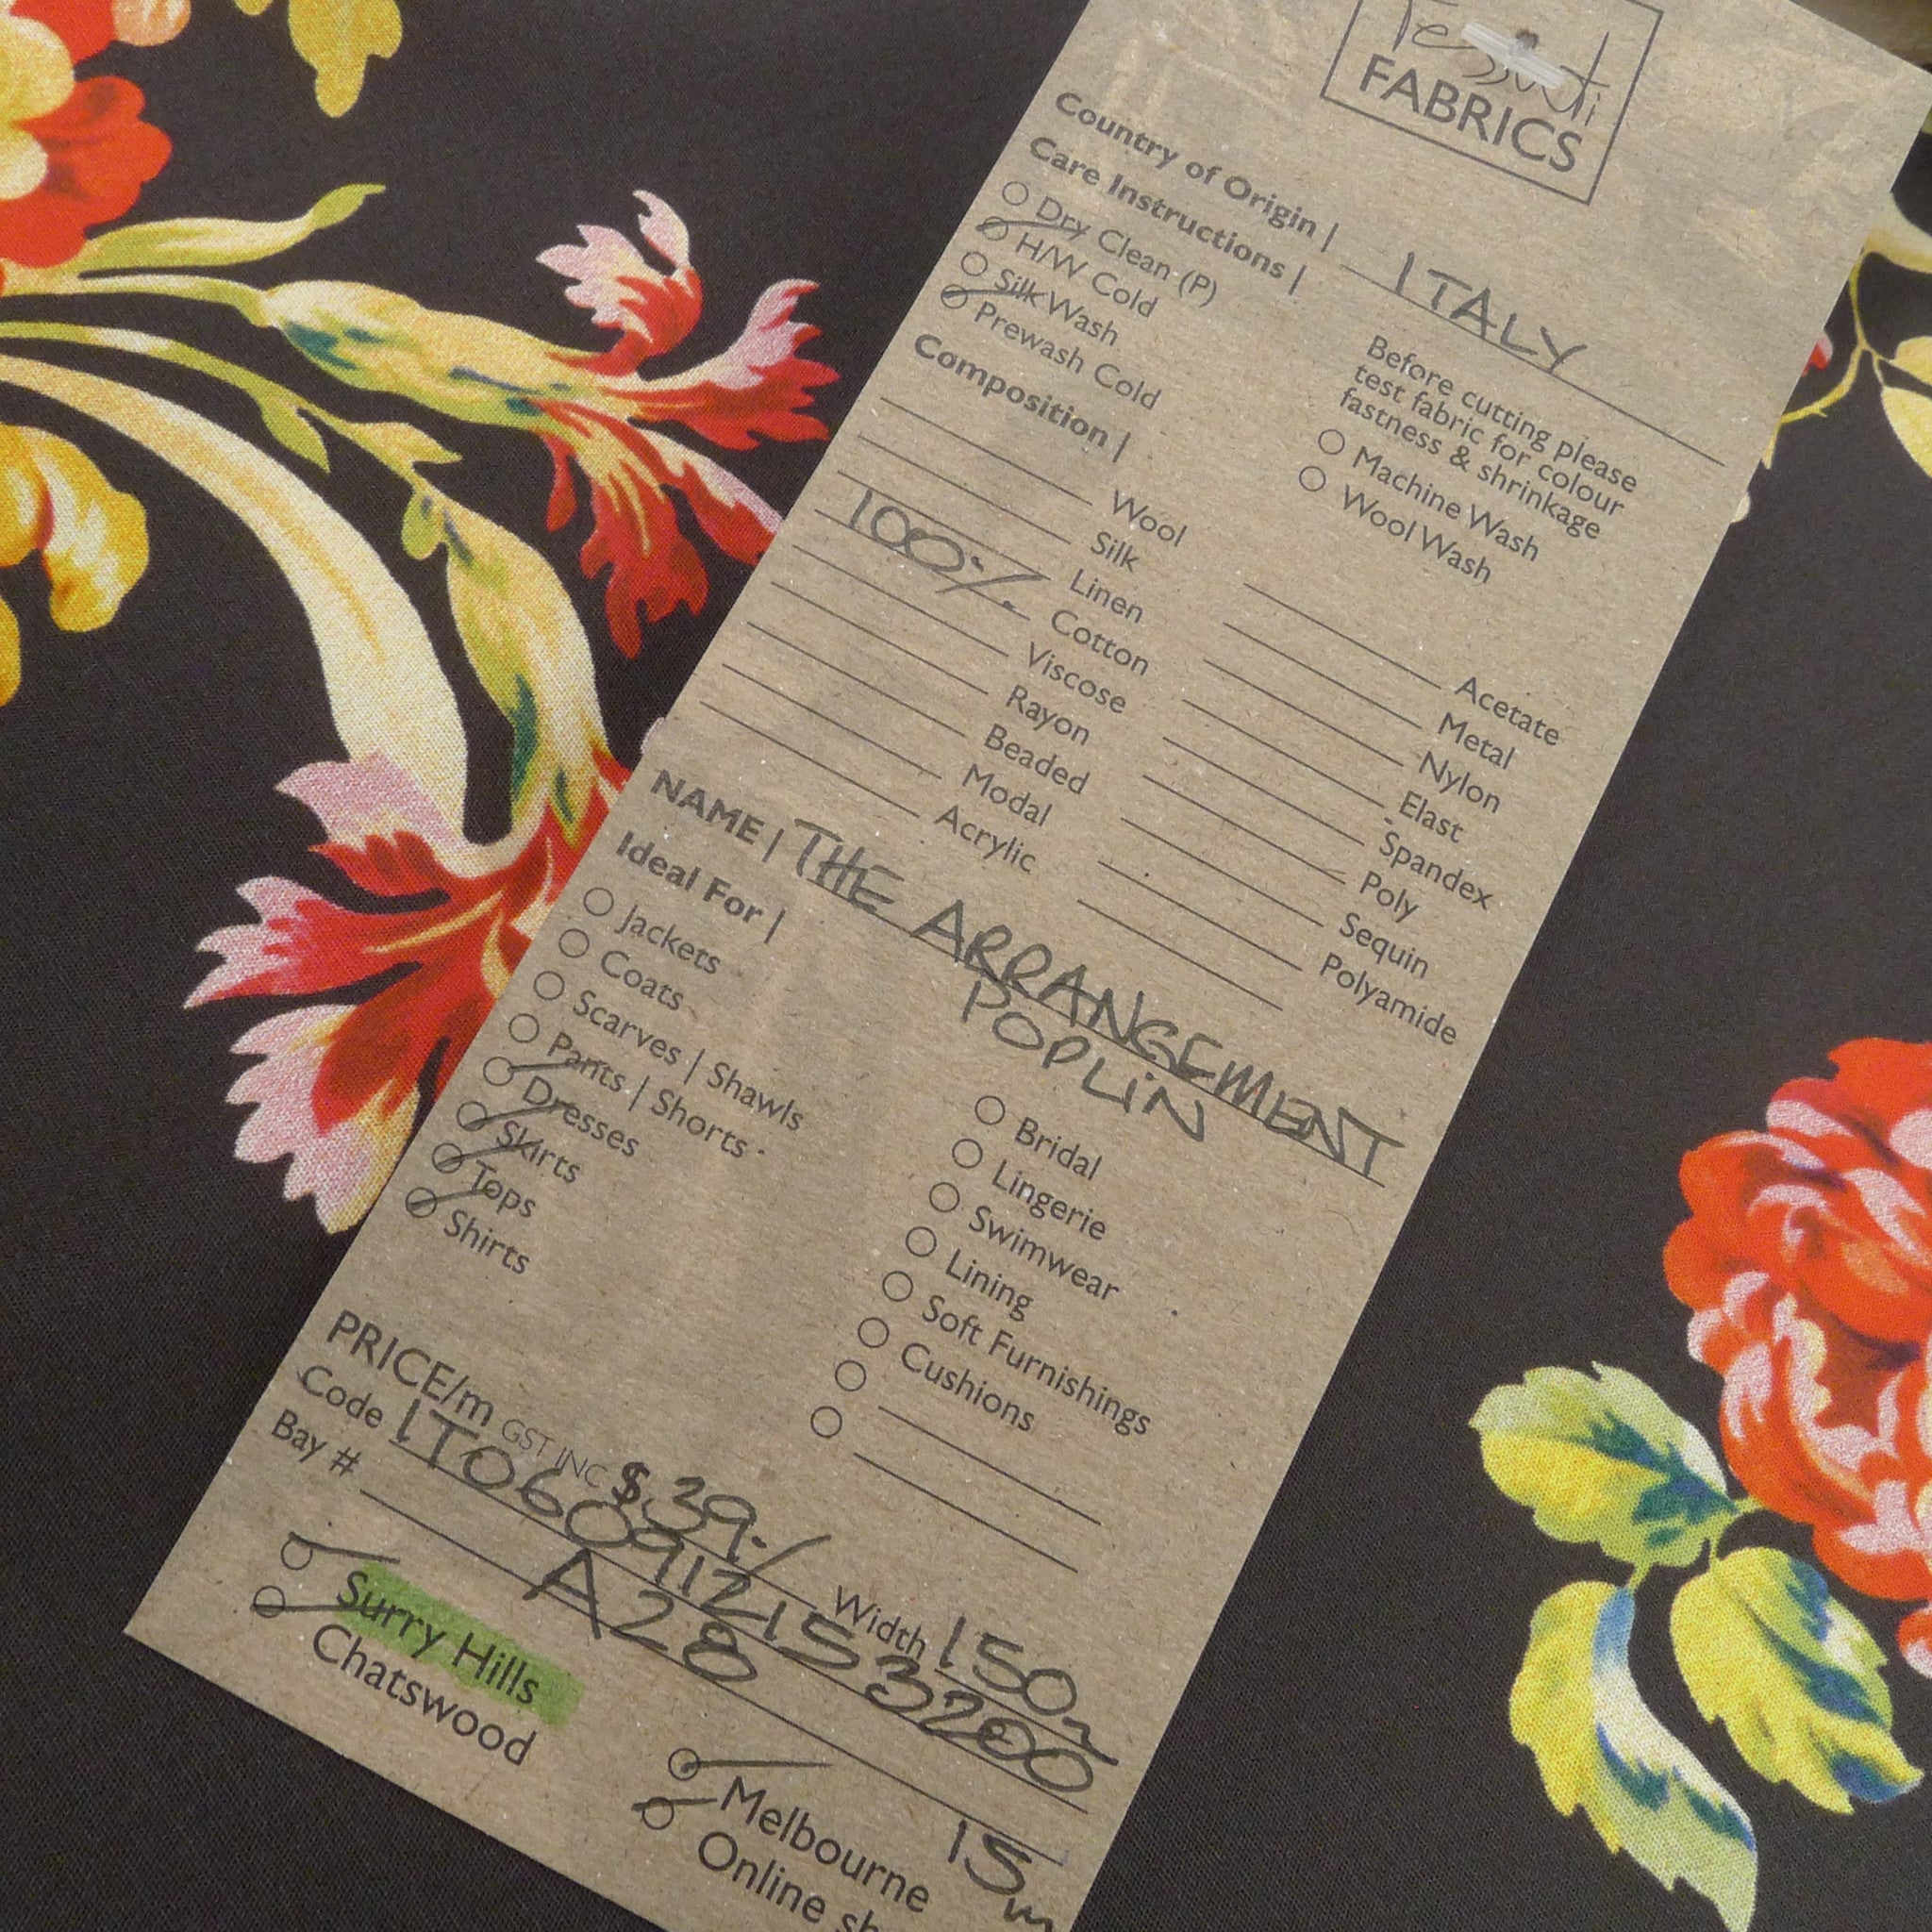 Tessuti
FABRICS
Country of Origin | ITALY
Care Instructions |
Dry Clean (P)
H/W Cold
Silk Wash
Prewash Cold
Before cutting please
test fabric for colour
fastness & shrinkage
Machine Wash
Wool Wash
Composition |
Wool
Silk
Linen
100% Cotton
Viscose
Rayon
Beaded
Modal
Acrylic
Acetate
Metal
Nylon
Elast
Spandex
Poly
Sequin
Polyamide
NAME | THE ARRANGEMENT
POPLIN
Ideal For |
Jackets
Coats
Scarves | Shawls
Pants | Shorts
Dresses
Skirts
Tops
Shirts
Bridal
Lingerie
Swimwear
Lining
Soft Furnishings
Cushions
PRICE/m GST INC $39./ Width 150
Code IT060912153200
Bay # A28
15m
Surry Hills
Chatswood
Melbourne
Online